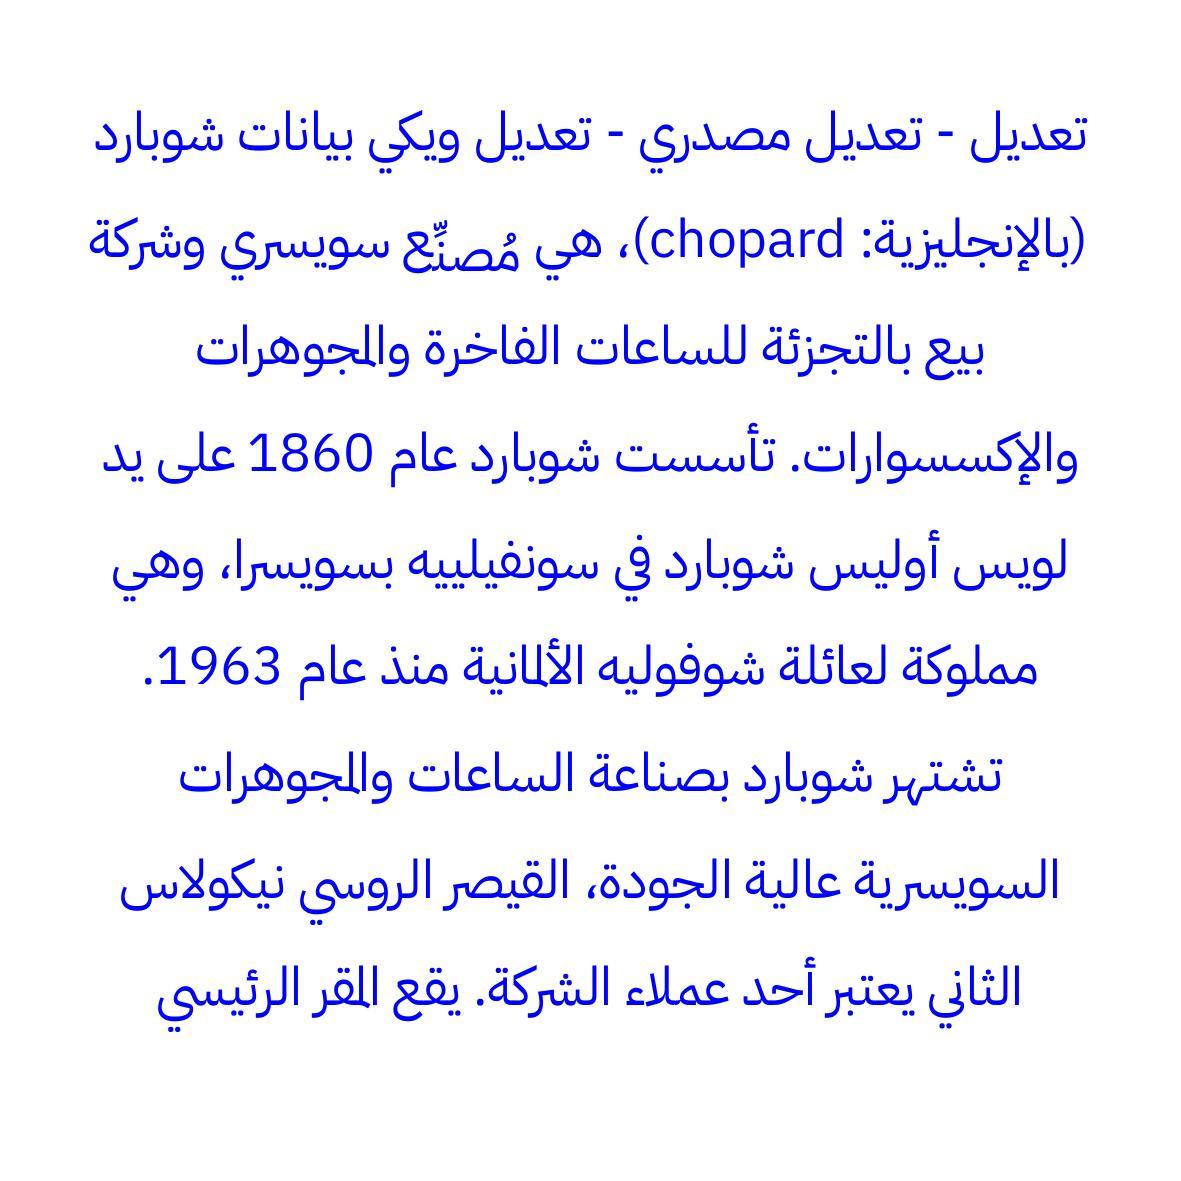 تعديل - تعديل مصدري - تعديل ويكي بيانات شوبارد
(بالإنجليزية: chopard)، هي مُصنِّع سويسري وشركة
بيع بالتجزئة للساعات الفاخرة والمجوهرات
والإكسسوارات. تأسست شوبارد عام 1860 على يد
لويس أوليس شوبارد في سونفيلييه بسويسرا، وهي
مملوكة لعائلة شوفوليه الألمانية منذ عام 1963.
تشتهر شوبارد بصناعة الساعات والمجوهرات
السويسرية عالية الجودة، القيصر الروسي نيكولاس
الثاني يعتبر أحد عملاء الشركة. يقع المقر الرئيسي